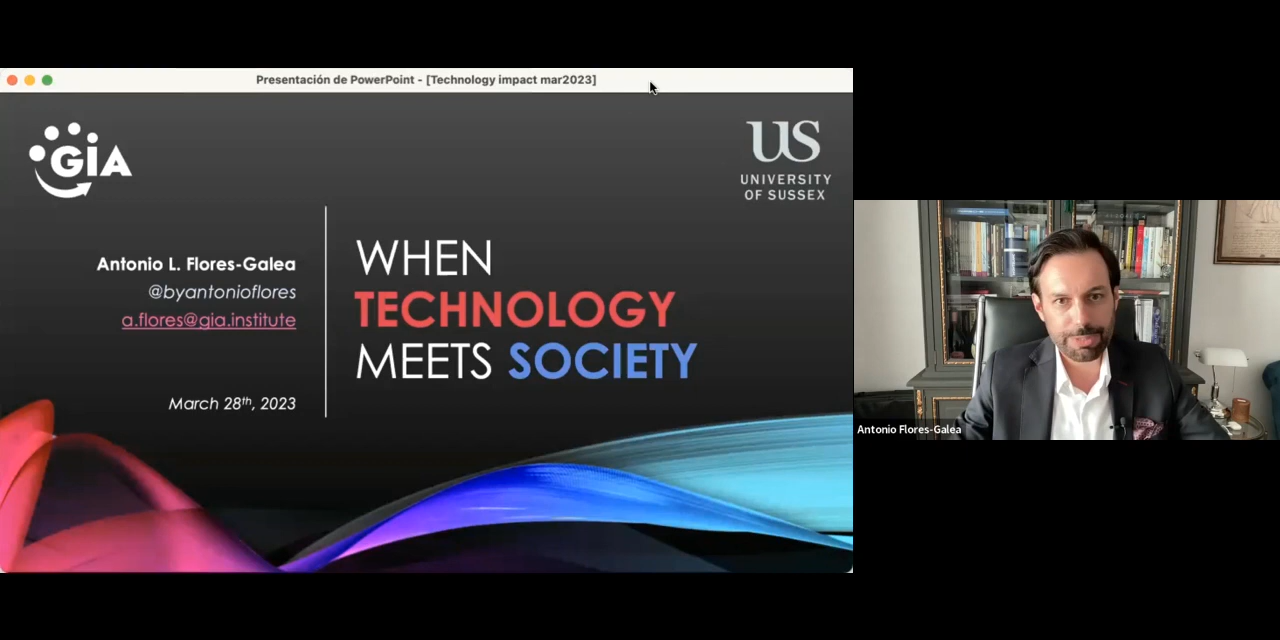 Presentación de PowerPoint - [Technology impact mar2023]
GIA
US
UNIVERSITY
OF SUSSEX
Antonio L. Flores-Galea
@byantonioflores
a.flores@gia.institute
March 28th, 2023
WHEN
TECHNOLOGY
MEETS SOCIETY
Antonio Flores-Galea